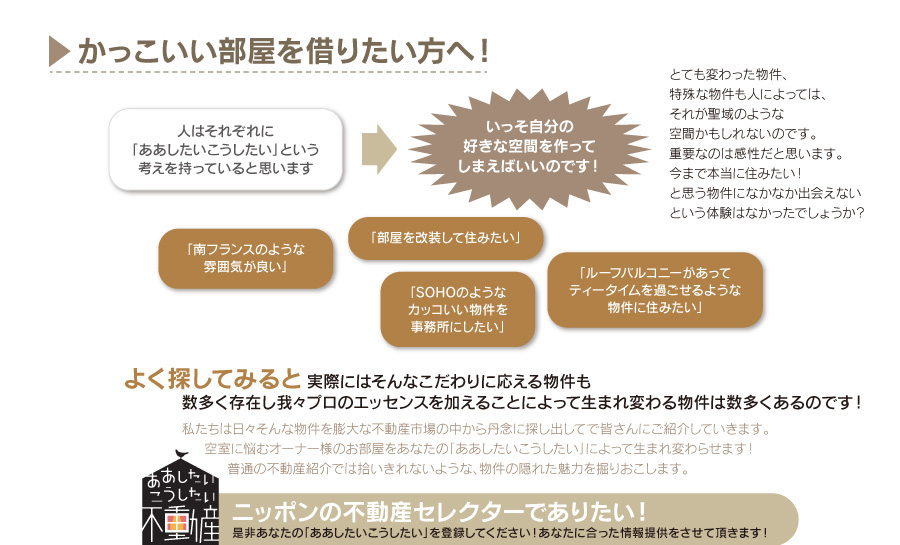 かっこいい部屋を借りたい方へ！
人はそれぞれに
「ああしたいこうしたい」という
考えを持っていると思います
いっそ自分の
好きな空間を作って
しまえばいいのです！
とても変わった物件、
特殊な物件も人によっては、
それが聖域のような
空間かもしれないのです。
重要なのは感性だと思います。
今まで本当に住みたい！
と思う物件になかなか出会えない
という体験はなかったでしょうか？
「南フランスのような
雰囲気が良い」
「部屋を改装して住みたい」
「SOHOのような
カッコいい物件を
事務所にしたい」
「ルーフバルコニーがあって
ティータイムを過ごせるような
物件に住みたい」
よく探してみると 実際にはそんなこだわりに応える物件も
数多く存在し我々プロのエッセンスを加えることによって生まれ変わる物件は数多くあるのです！
私たちは日々そんな物件を膨大な不動産市場の中から丹念に探し出してで皆さんにご紹介していきます。
空室に悩むオーナー様のお部屋をあなたの「ああしたいこうしたい」によって生まれ変わらせます！
普通の不動産紹介では拾いきれないような、物件の隠れた魅力を掘りおこします。
ああしたい
こうしたい
不動産
ニッポンの不動産セレクターでありたい！
是非あなたの「ああしたいこうしたい」を登録してください！あなたに合った情報提供をさせて頂きます！